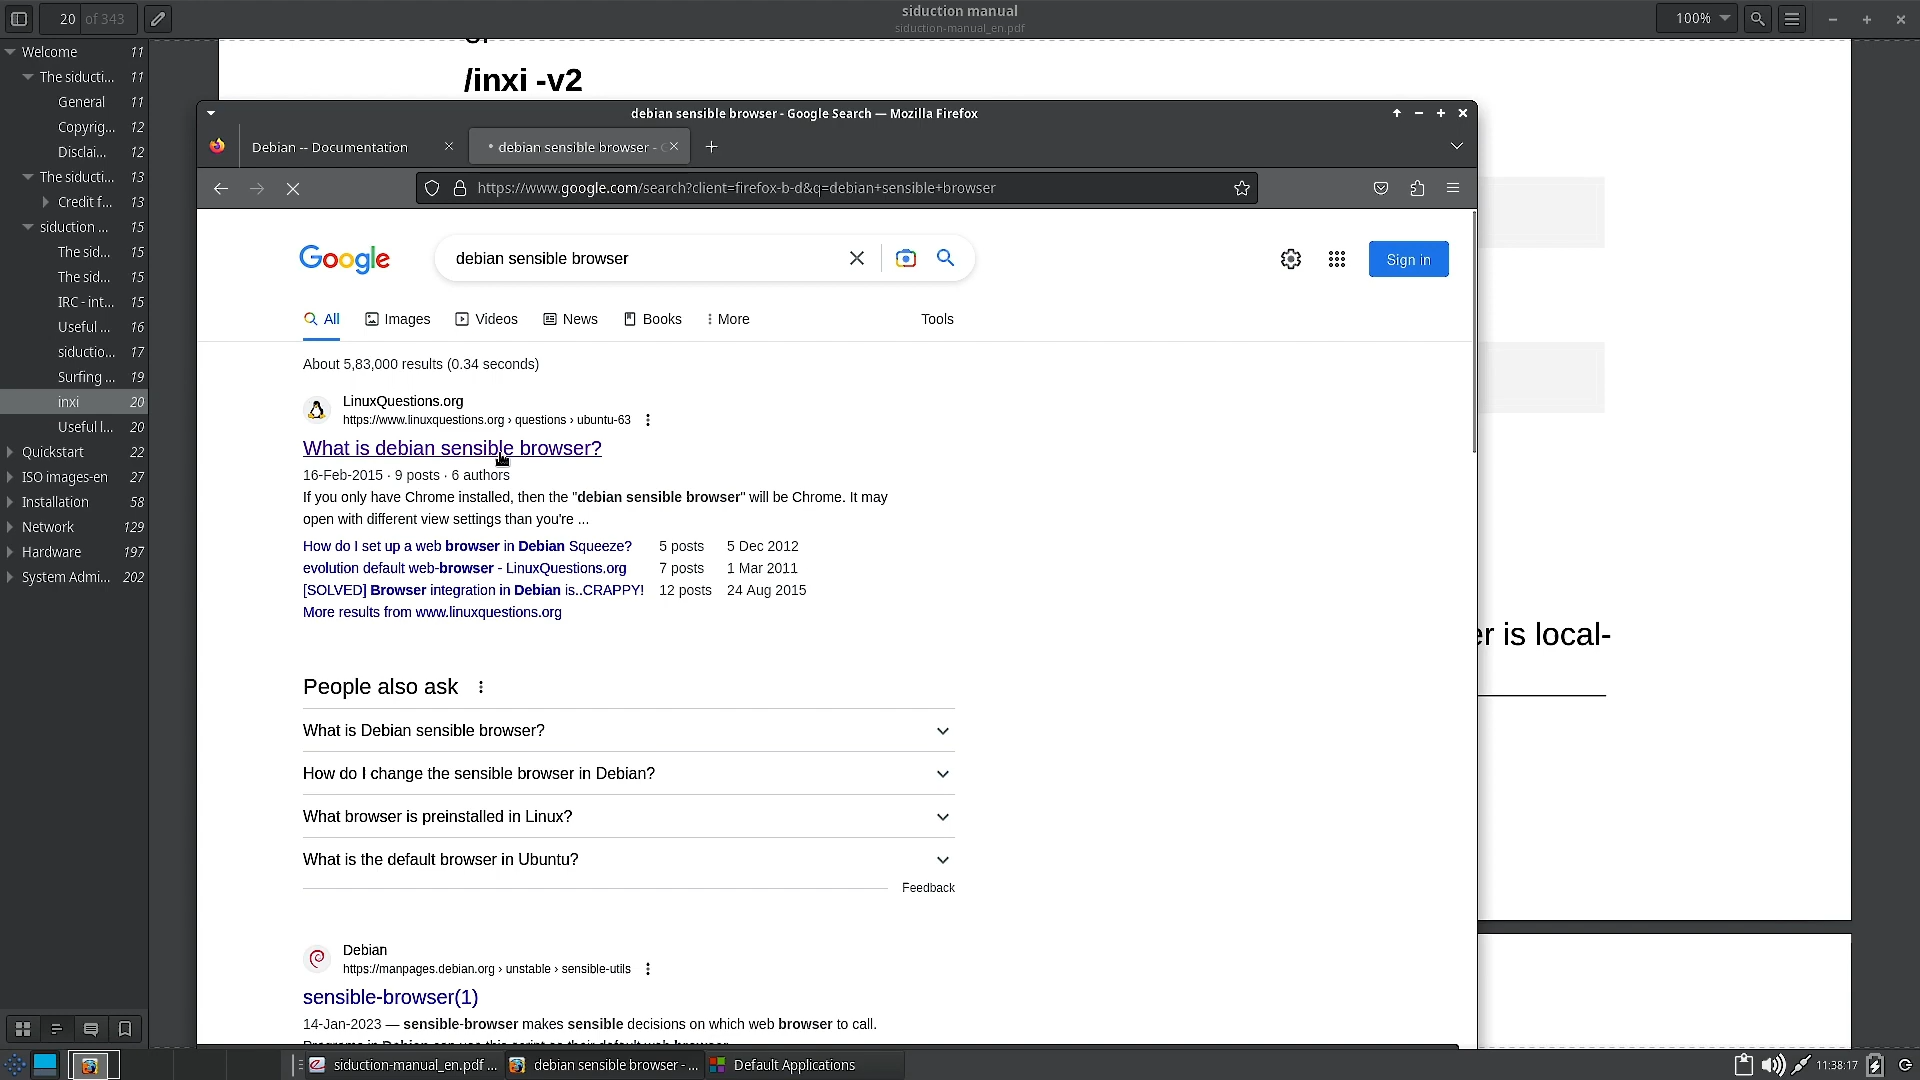 20 of 343
siduction manual
siduction-manual_en.pdf
100%
Welcome 11
The siducti... 11
General 11
Copyrig... 12
Disclai... 12
The siducti... 13
Credit f... 13
siduction ... 15
The sid... 15
The sid... 15
IRC - int... 15
Useful ... 16
siductio... 17
Surfing ... 19
inxi 20
Useful l... 20
Quickstart 22
ISO images-en 27
Installation 58
Network 129
Hardware 197
System Admi... 202
/inxi -v2
er is local-
debian sensible browser - Google Search — Mozilla Firefox
Debian -- Documentation
debian sensible browser -
https://www.google.com/search?client=firefox-b-d&q=debian+sensible+browser
Google
debian sensible browser
Sign in
All Images Videos News Books More Tools
About 5,83,000 results (0.34 seconds)
LinuxQuestions.org
https://www.linuxquestions.org › questions › ubuntu-63
What is debian sensible browser?
16-Feb-2015 · 9 posts · 6 authors
If you only have Chrome installed, then the "debian sensible browser" will be Chrome. It may
open with different view settings than you're ...
How do I set up a web browser in Debian Squeeze? 5 posts 5 Dec 2012
evolution default web-browser - LinuxQuestions.org 7 posts 1 Mar 2011
[SOLVED] Browser integration in Debian is..CRAPPY! 12 posts 24 Aug 2015
More results from www.linuxquestions.org
People also ask
What is Debian sensible browser?
How do I change the sensible browser in Debian?
What browser is preinstalled in Linux?
What is the default browser in Ubuntu?
Feedback
Debian
https://manpages.debian.org › unstable › sensible-utils
sensible-browser(1)
14-Jan-2023 — sensible-browser makes sensible decisions on which web browser to call.
Programs in Debian can use this script as their default web browser
siduction-manual_en.pdf ...
debian sensible browser - ...
Default Applications
11:38:17